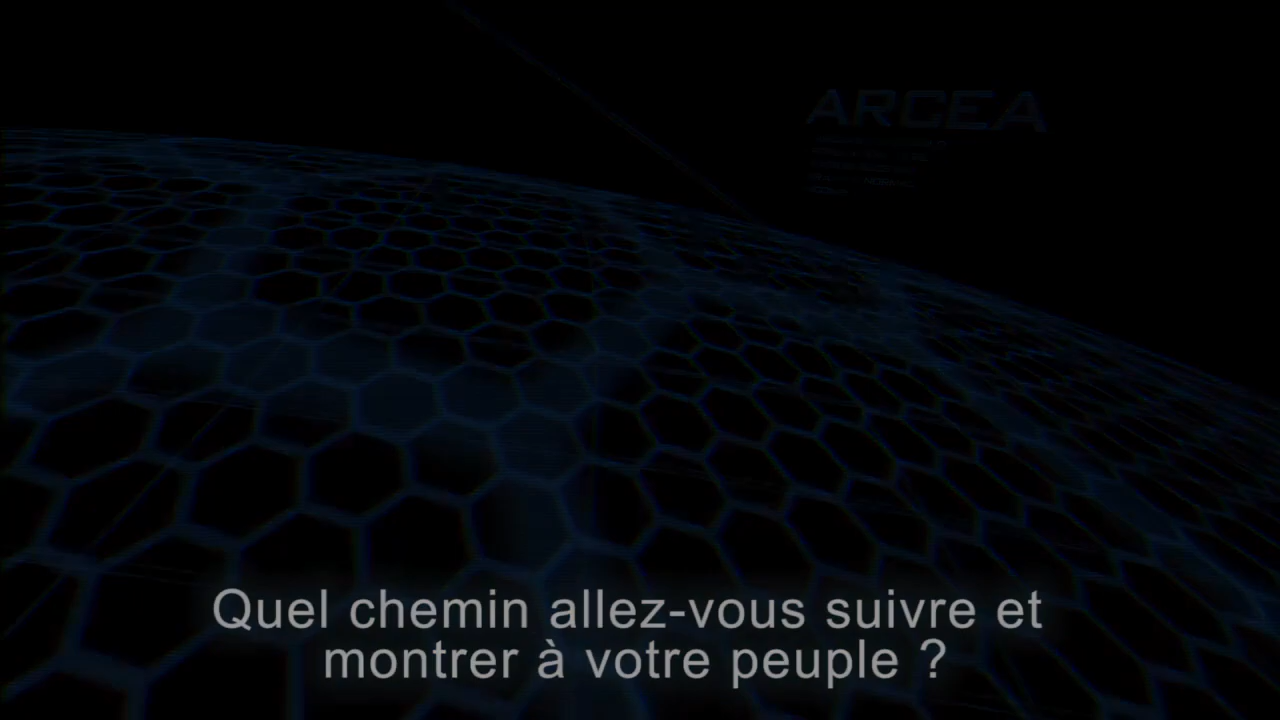 ARCEA
Quel chemin allez-vous suivre et
montrer à votre peuple ?